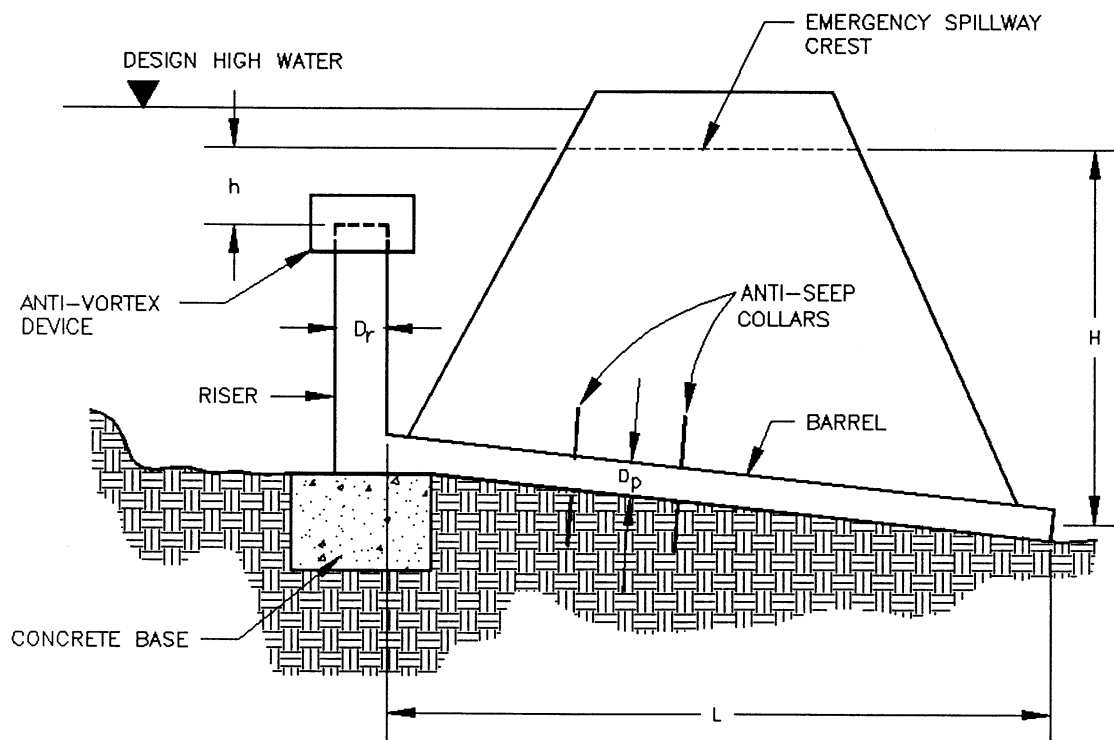 EMERGENCY SPILLWAY
CREST
DESIGN HIGH WATER
h
H
ANTI-VORTEX
DEVICE
Dr
ANTI-SEEP
COLLARS
RISER
BARREL
Dp
CONCRETE BASE
L